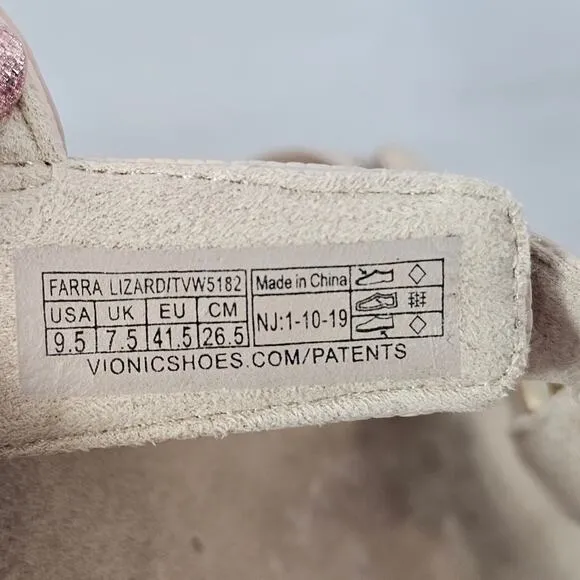 FARRA LIZARD/TVW5182
USA UK EU CM
9.5 7.5 41.5 26.5
Made in China
NJ:1-10-19
VIONICSHOES.COM/PATENTS